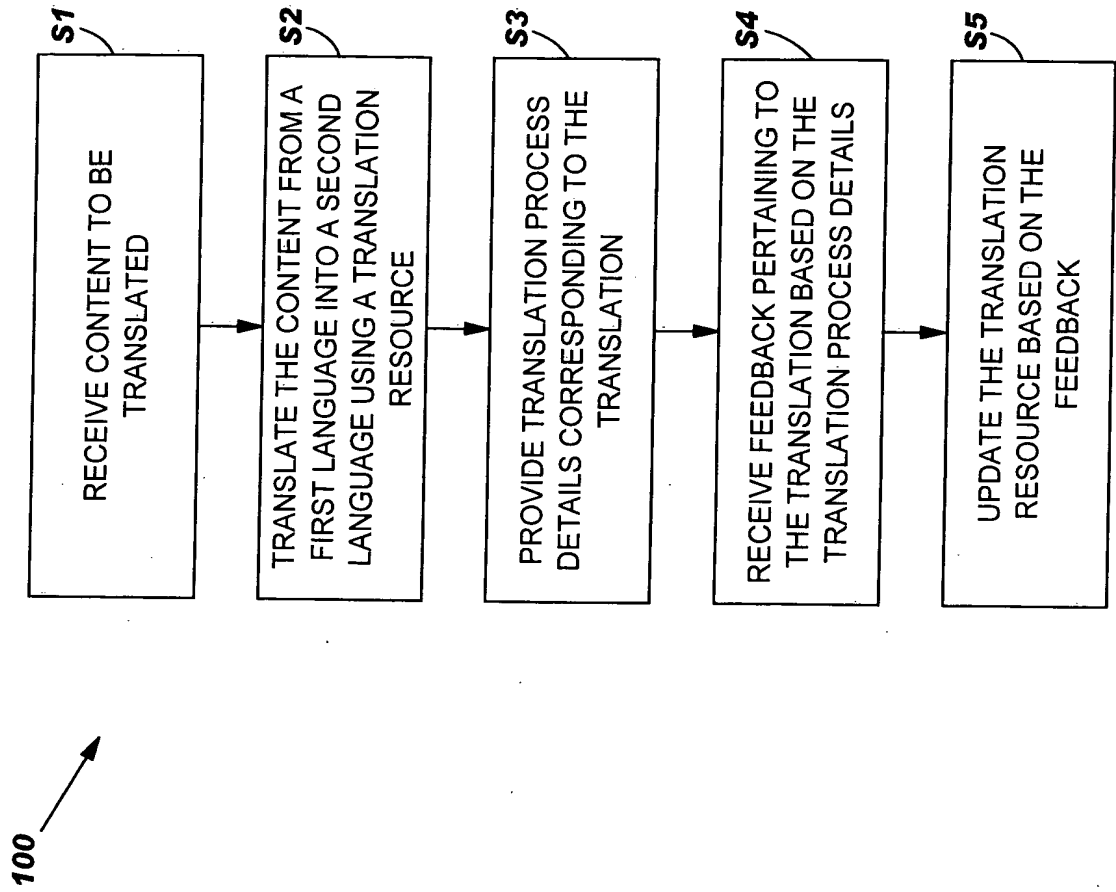 100
S1
RECEIVE CONTENT TO BE
TRANSLATED
S2
TRANSLATE THE CONTENT FROM A
FIRST LANGUAGE INTO A SECOND
LANGUAGE USING A TRANSLATION
RESOURCE
S3
PROVIDE TRANSLATION PROCESS
DETAILS CORRESPONDING TO THE
TRANSLATION
S4
RECEIVE FEEDBACK PERTAINING TO
THE TRANSLATION BASED ON THE
TRANSLATION PROCESS DETAILS
S5
UPDATE THE TRANSLATION
RESOURCE BASED ON THE
FEEDBACK